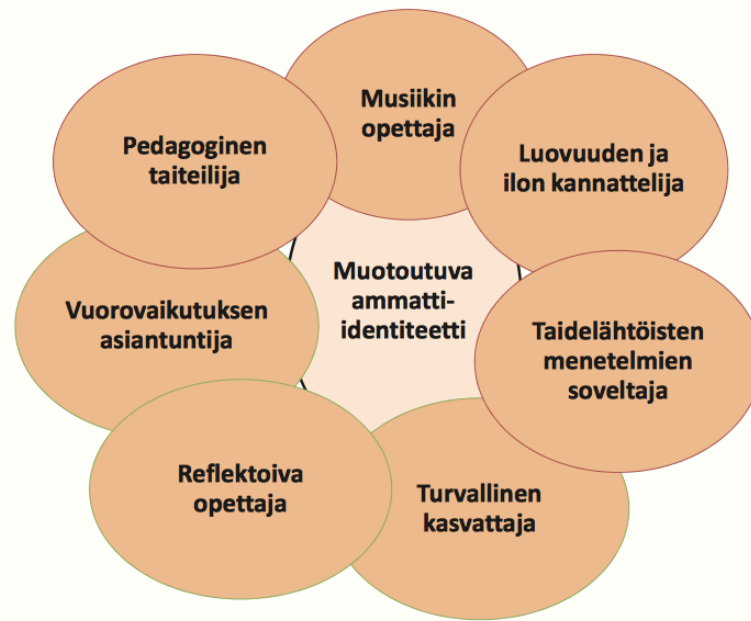 Musiikin
opettaja
Luovuuden ja
ilon kannattelija
Taidelähtöisten
menetelmien
soveltaja
Turvallinen
kasvattaja
Reflektoiva
opettaja
Vuorovaikutuksen
asiantuntija
Pedagoginen
taiteilija
Muotoutuva
ammatti-
identiteetti